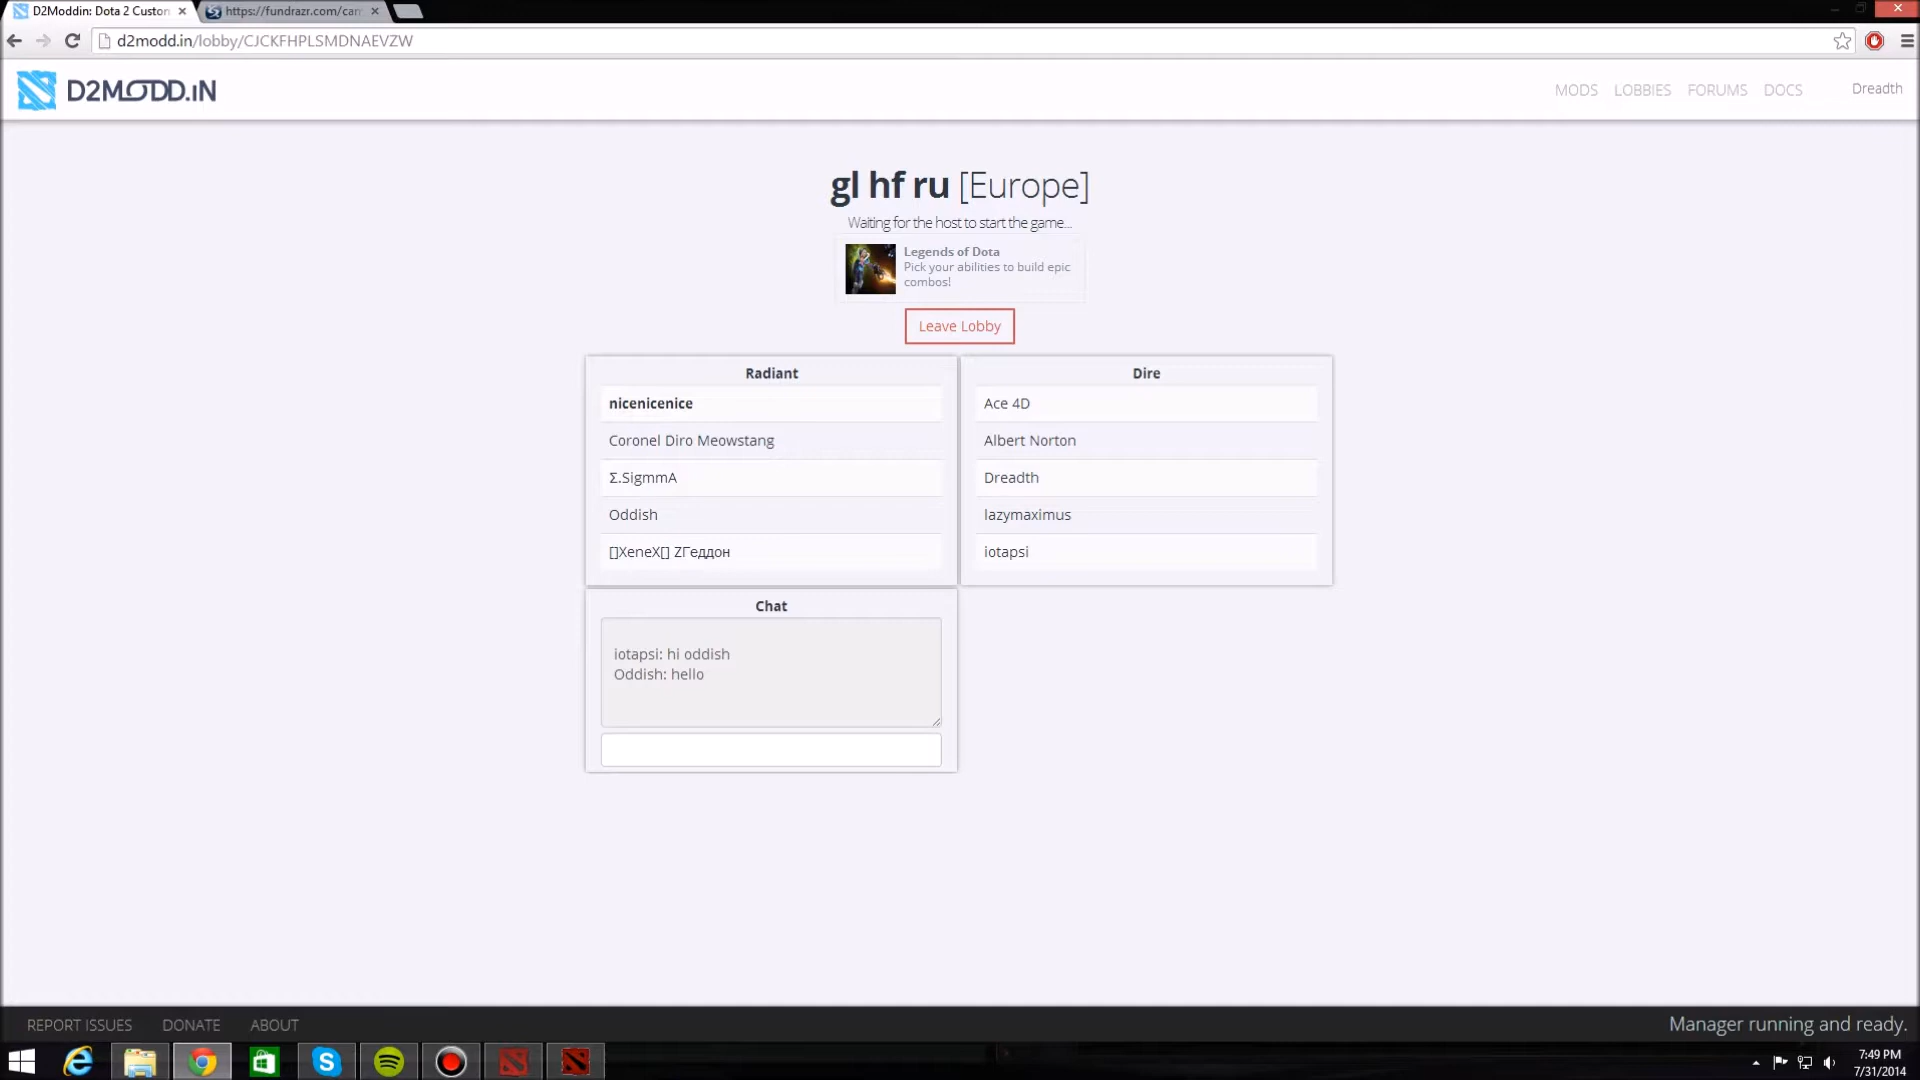 D2Moddin: Dota 2 Custon
https://fundrazr.com/can
d2modd.in/lobby/CJCKFHPLSMDNAEVZW
D2MODD.iN
MODS LOBBIES FORUMS DOCS Dreadth
gl hf ru [Europe]
Waiting for the host to start the game...
Legends of Dota
Pick your abilities to build epic
combos!
Leave Lobby
Radiant
nicenicenice
Coronel Diro Meowstang
Σ.SigmmA
Oddish
[]XeneX[] ZГеддон
Dire
Ace 4D
Albert Norton
Dreadth
lazymaximus
iotapsi
Chat
iotapsi: hi oddish
Oddish: hello
REPORT ISSUES DONATE ABOUT
Manager running and ready.
7:49 PM
7/31/2014